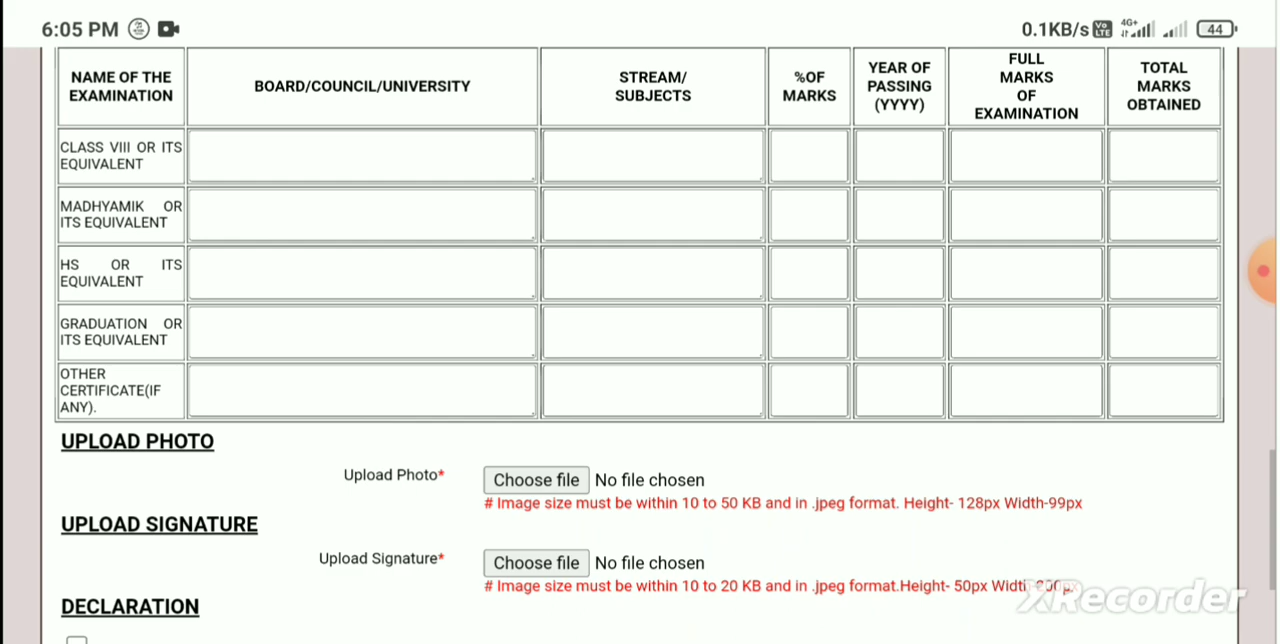 6:05 PM
0.1KB/s Vo LTE 4G+ 44
NAME OF THE
EXAMINATION
BOARD/COUNCIL/UNIVERSITY
STREAM/
SUBJECTS
%OF
MARKS
YEAR OF
PASSING
(YYYY)
FULL
MARKS
OF
EXAMINATION
TOTAL
MARKS
OBTAINED
CLASS VIII OR ITS
EQUIVALENT
MADHYAMIK OR
ITS EQUIVALENT
HS OR ITS
EQUIVALENT
GRADUATION OR
ITS EQUIVALENT
OTHER
CERTIFICATE(IF
ANY).
UPLOAD PHOTO
Upload Photo* Choose file No file chosen
# Image size must be within 10 to 50 KB and in .jpeg format. Height- 128px Width-99px
UPLOAD SIGNATURE
Upload Signature* Choose file No file chosen
# Image size must be within 10 to 20 KB and in .jpeg format.Height- 50px
XRecorder
DECLARATION